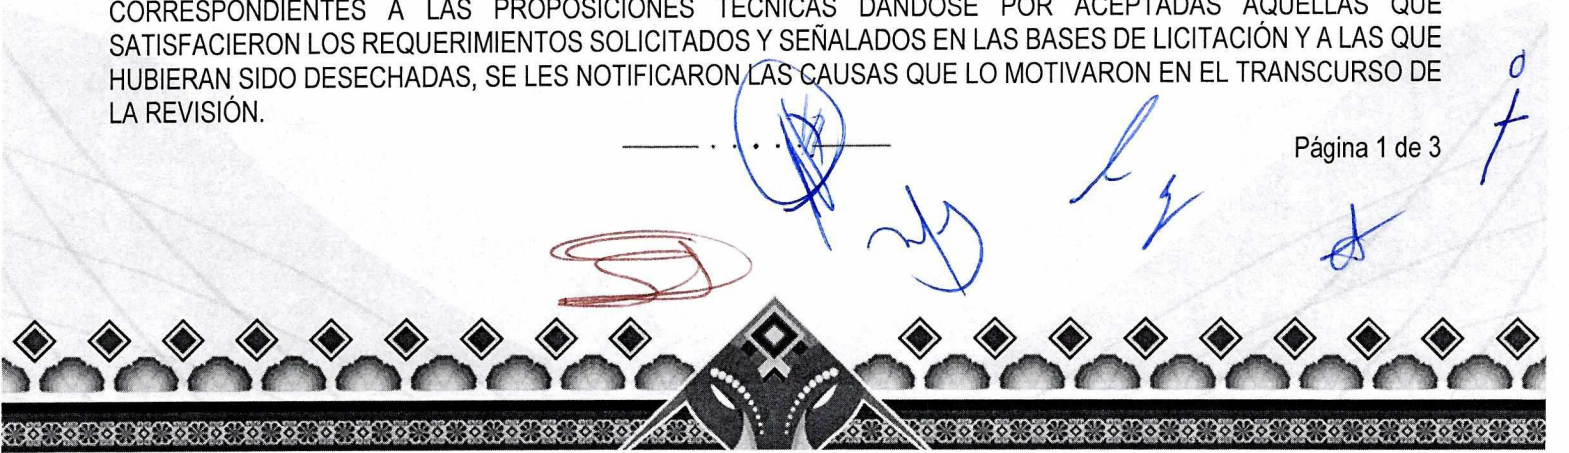 CORRESPONDIENTES A LAS PROPOSICIONES TÉCNICAS DÁNDOSE POR ACEPTADAS AQUELLAS QUE
SATISFACIERON LOS REQUERIMIENTOS SOLICITADOS Y SEÑALADOS EN LAS BASES DE LICITACIÓN Y A LAS QUE
HUBIERAN SIDO DESECHADAS, SE LES NOTIFICARON LAS CAUSAS QUE LO MOTIVARON EN EL TRANSCURSO DE
LA REVISIÓN.
Página 1 de 3